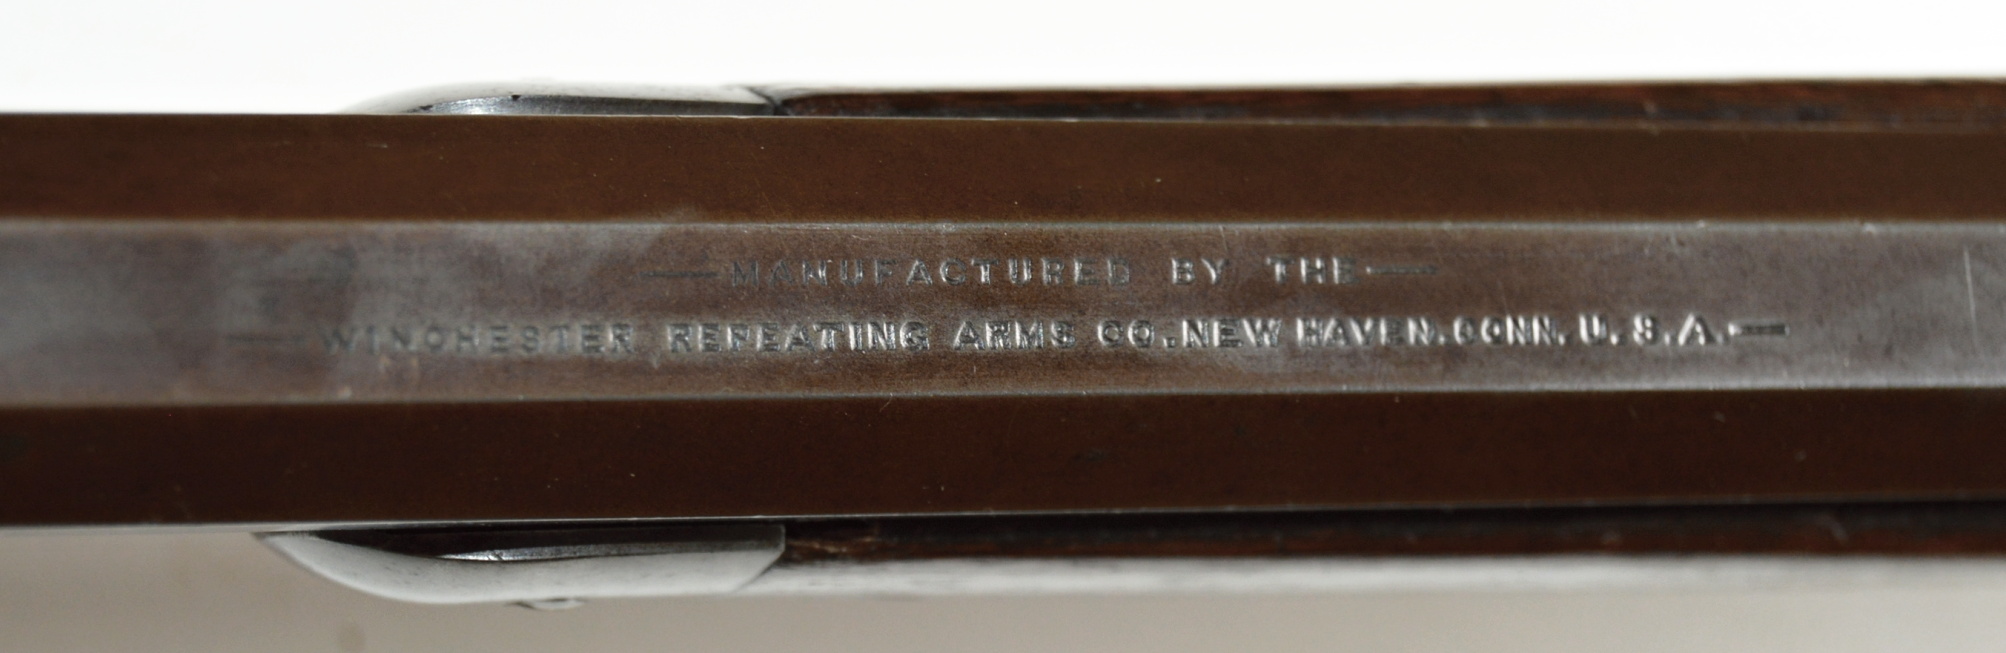 —MANUFACTURED BY THE—
—WINCHESTER REPEATING ARMS CO. NEW HAVEN. CONN. U. S. A.—